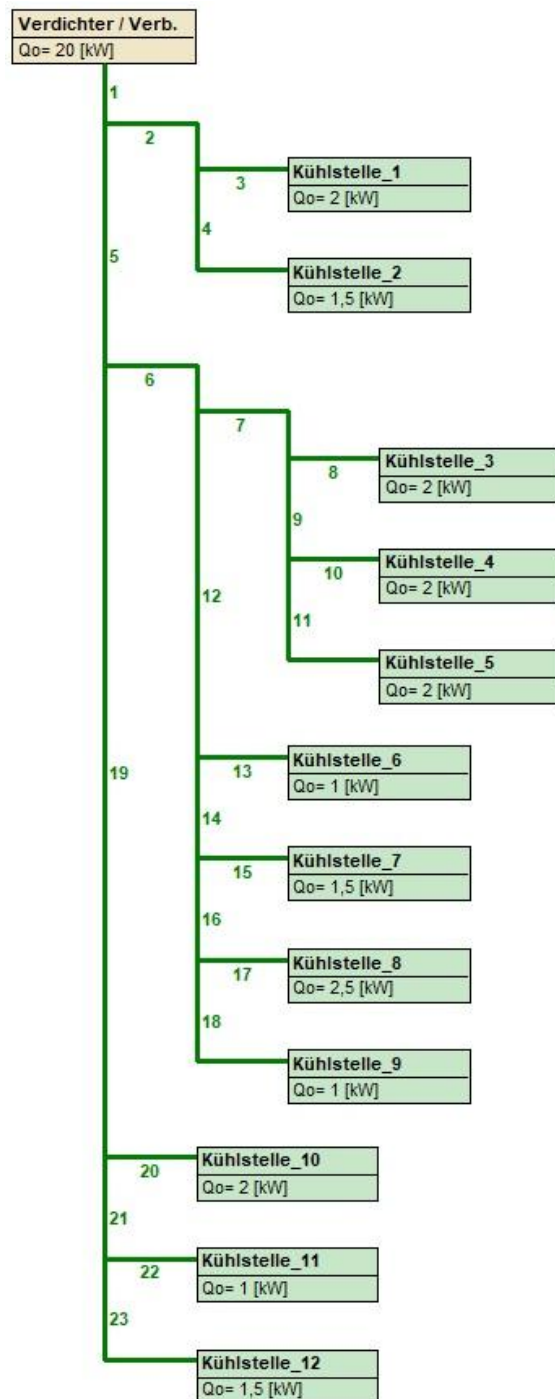 Verdichter / Verb.
Qo= 20 [kW]
1
2
Kühlstelle_1
3
Qo= 2 [kW]
4
5
Kühlstelle_2
Qo= 1,5 [kW]
6
7
Kühlstelle_3
8
Qo= 2 [kW]
9
Kühlstelle_4
10
Qo= 2 [kW]
12
11
Kühlstelle_5
Qo= 2 [kW]
Kühlstelle_6
19
13
Qo= 1 [kW]
14
Kühlstelle_7
15
Qo= 1,5 [kW]
16
Kühlstelle_8
17
Qo= 2,5 [kW]
18
Kühlstelle_9
Qo= 1 [kW]
Kühlstelle_10
20
Qo= 2 [kW]
21
Kühlstelle_11
22
Qo= 1 [kW]
23
Kühlstelle_12
Qo= 1,5 [kW]